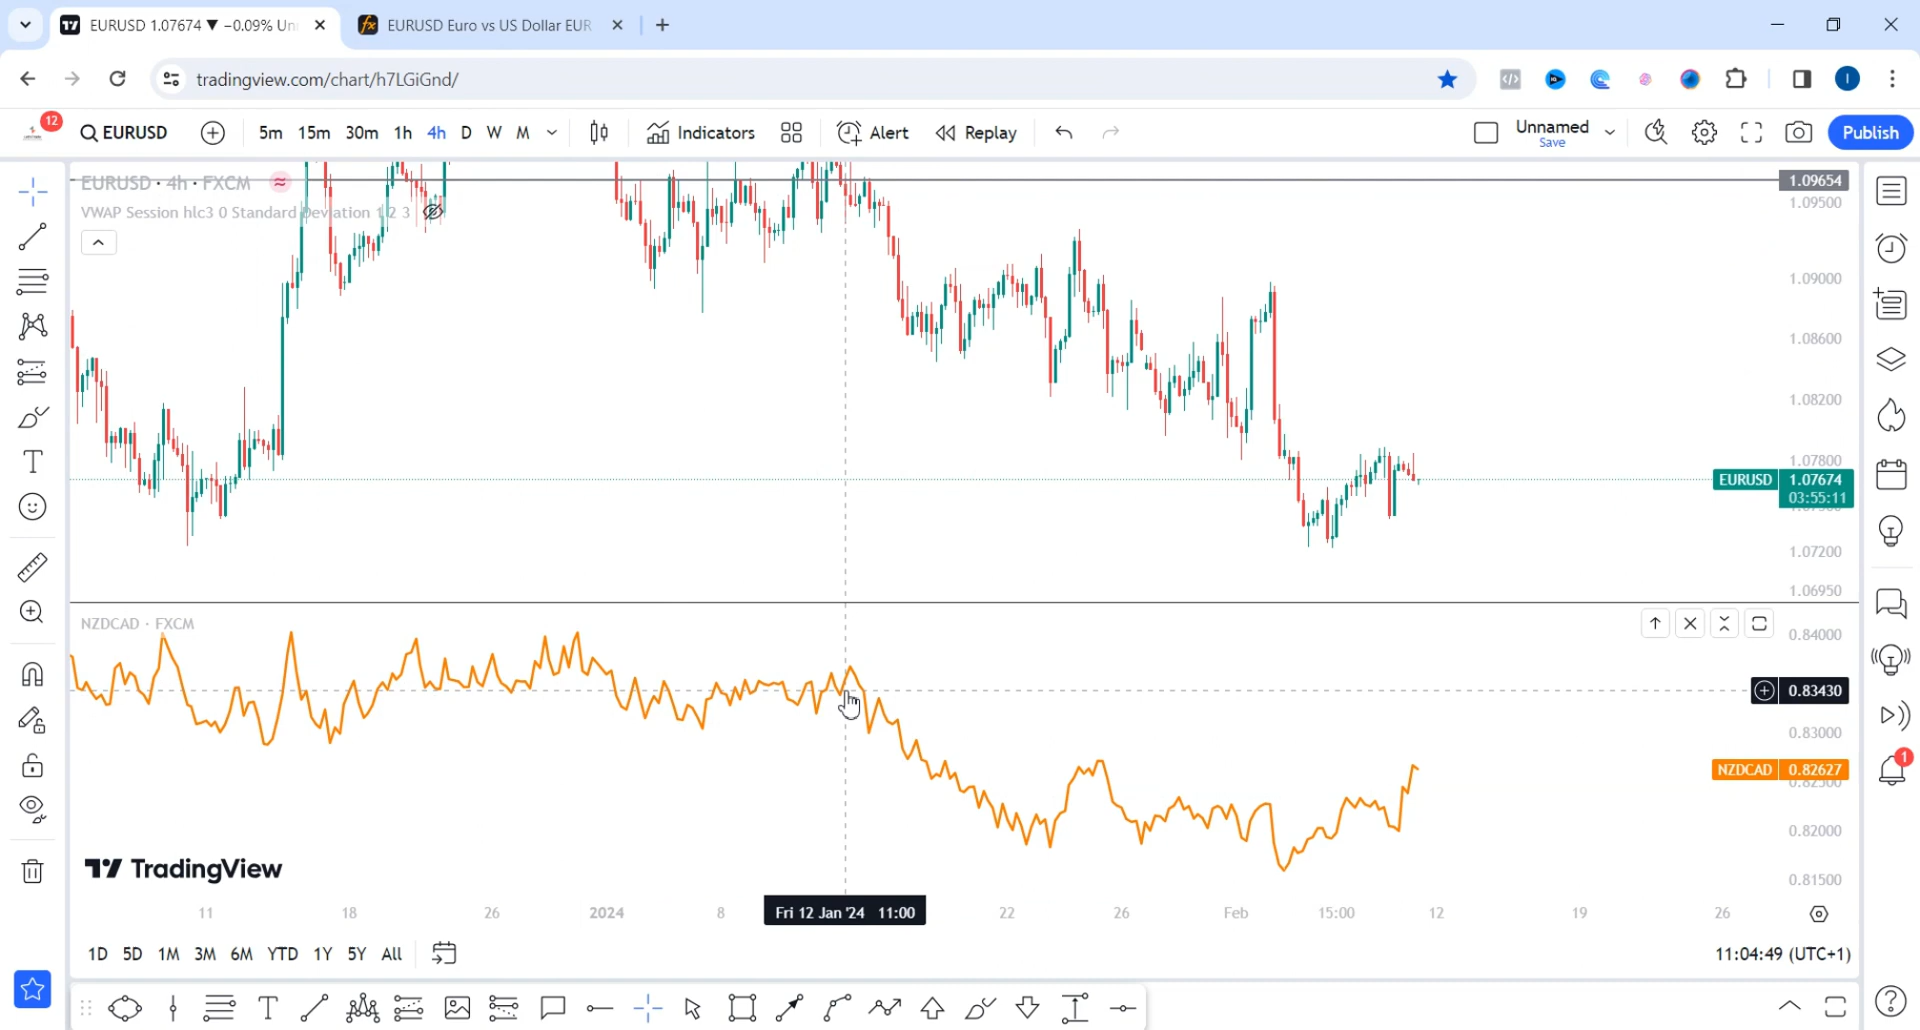 EURUSD 1.07674 ▼ −0.09% Un
EURUSD Euro vs US Dollar EUR
tradingview.com/chart/h7LGiGnd/
12
EURUSD
5m 15m 30m 1h 4h D W M
Indicators
Alert
Replay
Unnamed
Save
Publish
EURUSD · 4h · FXCM
VWAP Session hlc3 0 Standard Deviation 1 2 3
1.09654
1.09500
1.09000
1.08600
1.08200
1.07800
EURUSD 1.07674
03:55:11
1.07200
1.06950
NZDCAD · FXCM
0.84000
0.83430
0.83000
NZDCAD 0.82627
0.82000
0.81500
TradingView
11 18 26 2024 8 Fri 12 Jan '24 11:00 22 26 Feb 15:00 12 19 26
1D 5D 1M 3M 6M YTD 1Y 5Y All
11:04:49 (UTC+1)
1